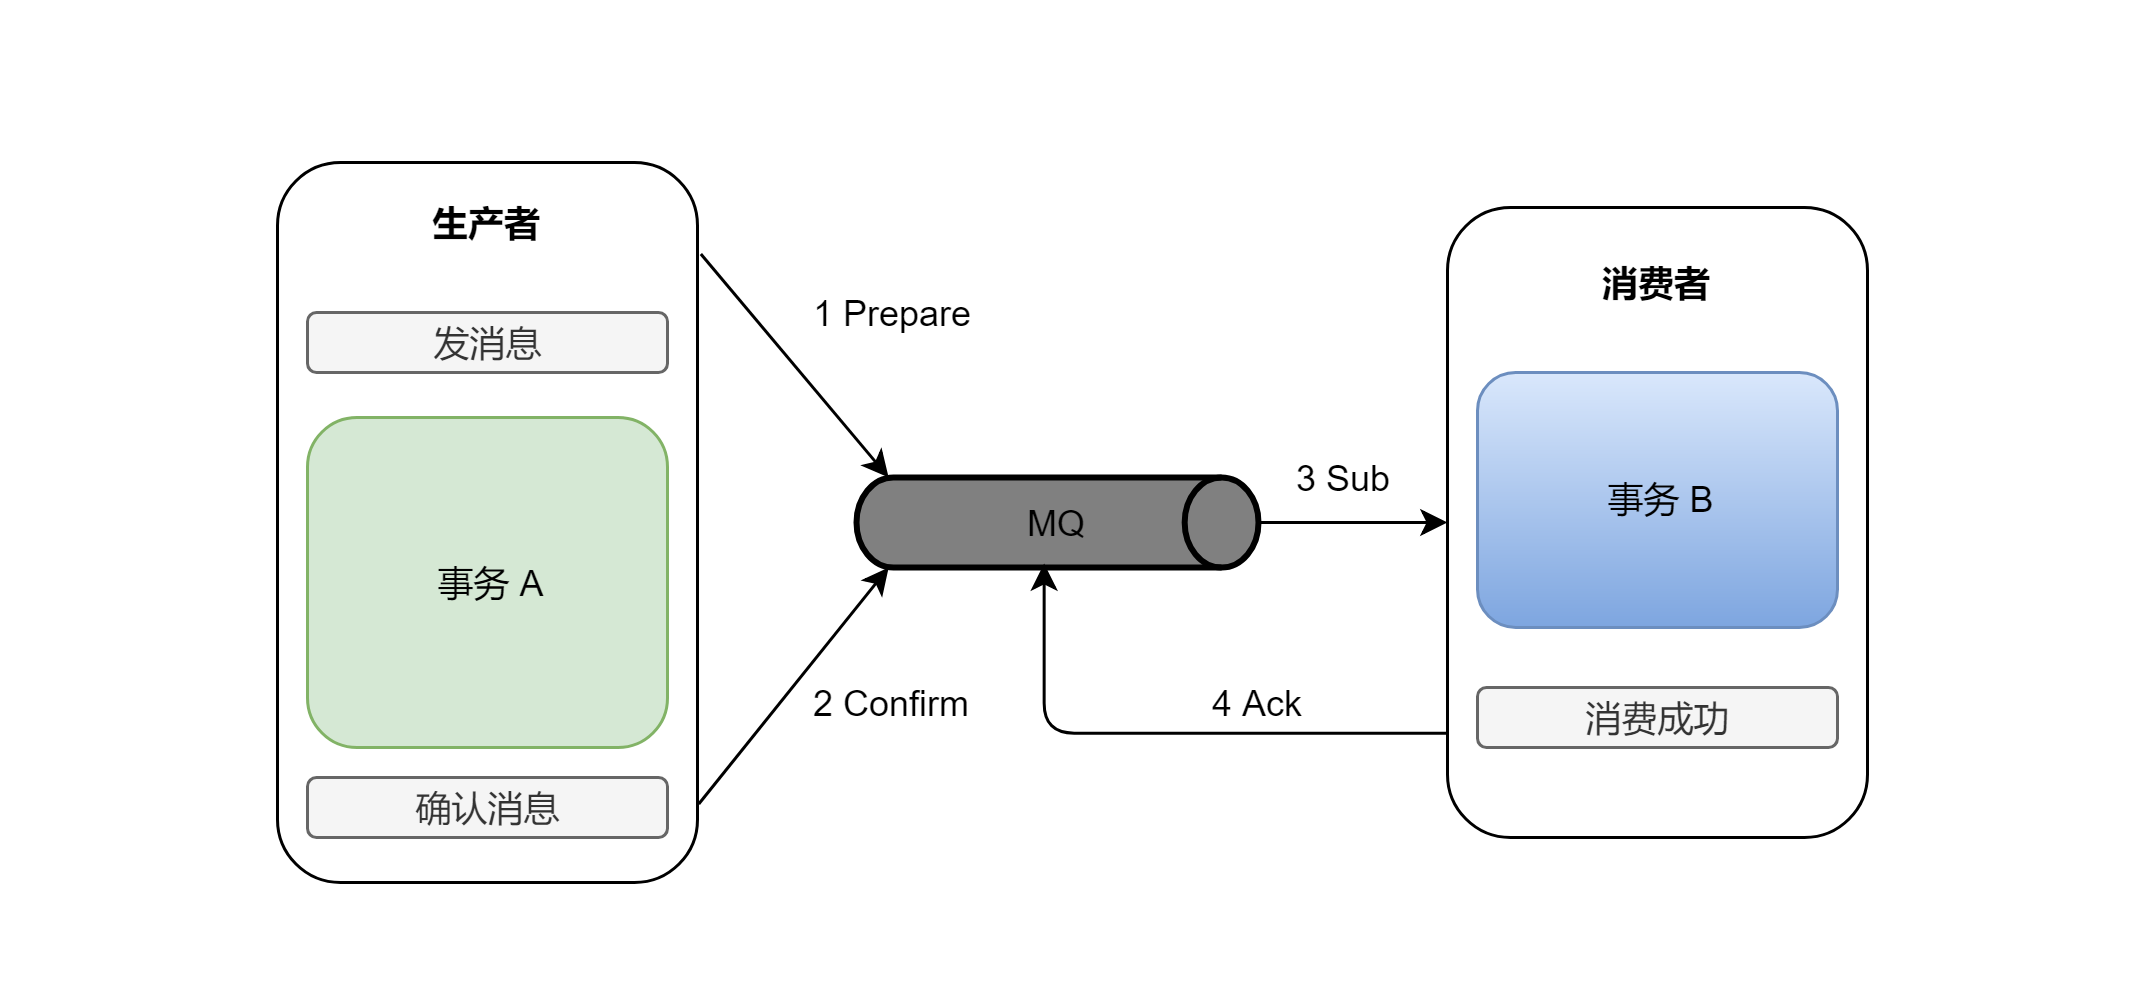 生产者
发消息
事务 A
确认消息
1 Prepare
2 Confirm
MQ
3 Sub
4 Ack
消费者
事务 B
消费成功